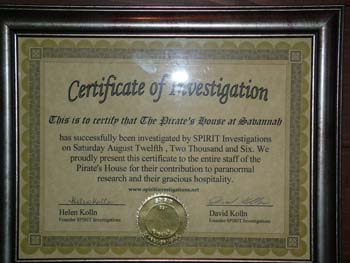 Certificate of Investigation
This is to certify that The Pirate's House at Savannah
has successfully been investigated by SPIRIT Investigations
on Saturday August Twelfth , Two Thousand and Six. We
proudly present this certificate to the entire staff of the
Pirate's House for their contribution to paranormal
research and their gracious hospitality.
www.spiritinvestigations.net
Helen Kolln
Helen Kolln
Founder SPIRIT Investigations
David Kolln
Founder SPIRIT Investigations